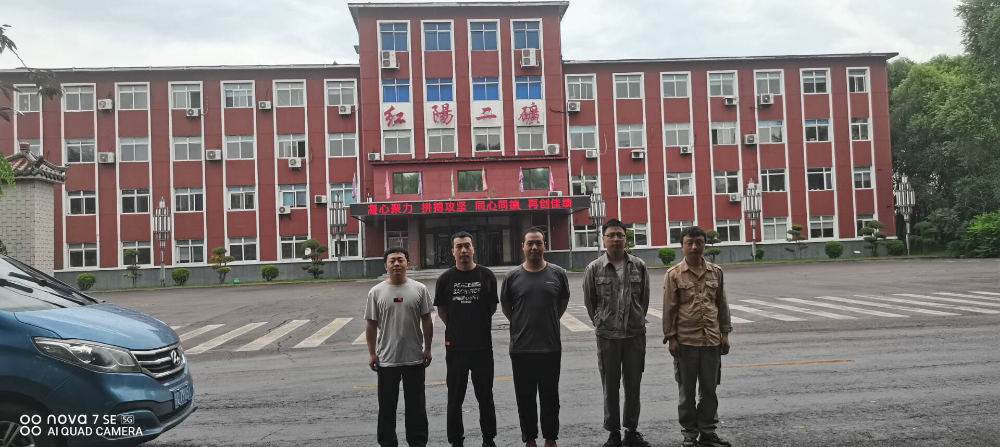 红陽二礦
凝心聚力 拼搏攻坚 同心同德 再创佳绩
PEACE
SACRIFICE
OBEY
nova 7 SE 5G
AI QUAD CAMERA